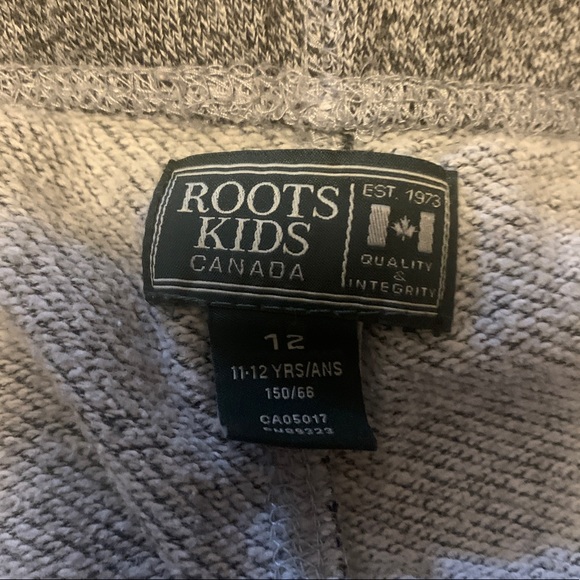 ROOTS
KIDS
CANADA
EST. 1973
QUALITY
&
INTEGRITY
12
11-12 YRS/ANS
150/66
CA05017